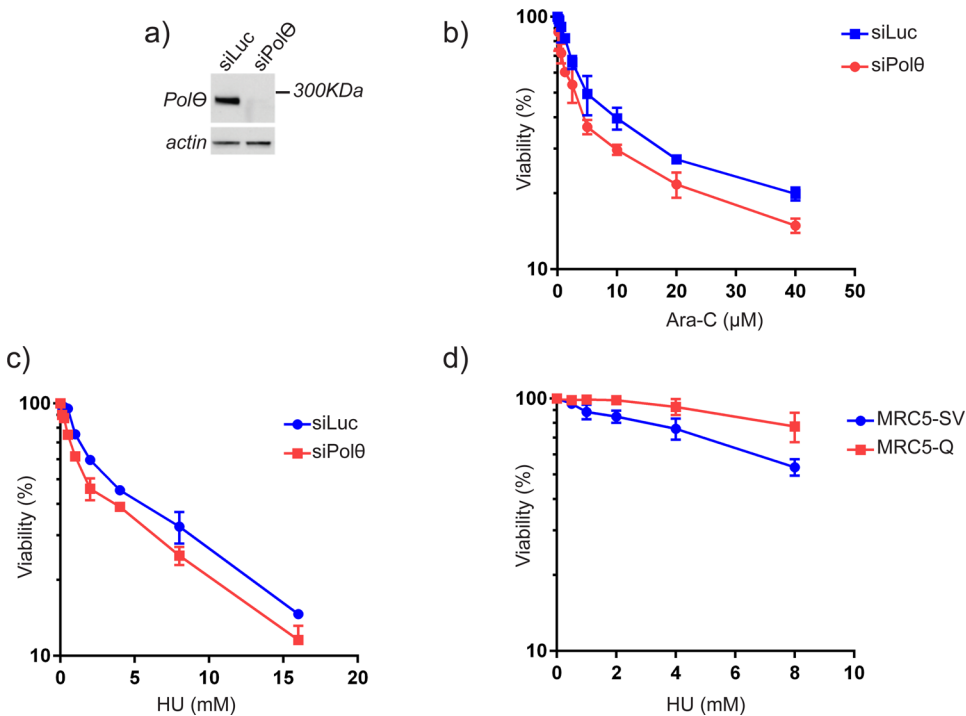 a)
siLuc
siPolΘ
PolΘ
300KDa
actin
b)
100
10
Viability (%)
0
10
20
30
40
50
Ara-C (µM)
siLuc
siPolθ
c)
100
10
Viability (%)
0
5
10
15
20
HU (mM)
siLuc
siPolθ
d)
100
10
Viability (%)
0
2
4
6
8
10
HU (mM)
MRC5-SV
MRC5-Q